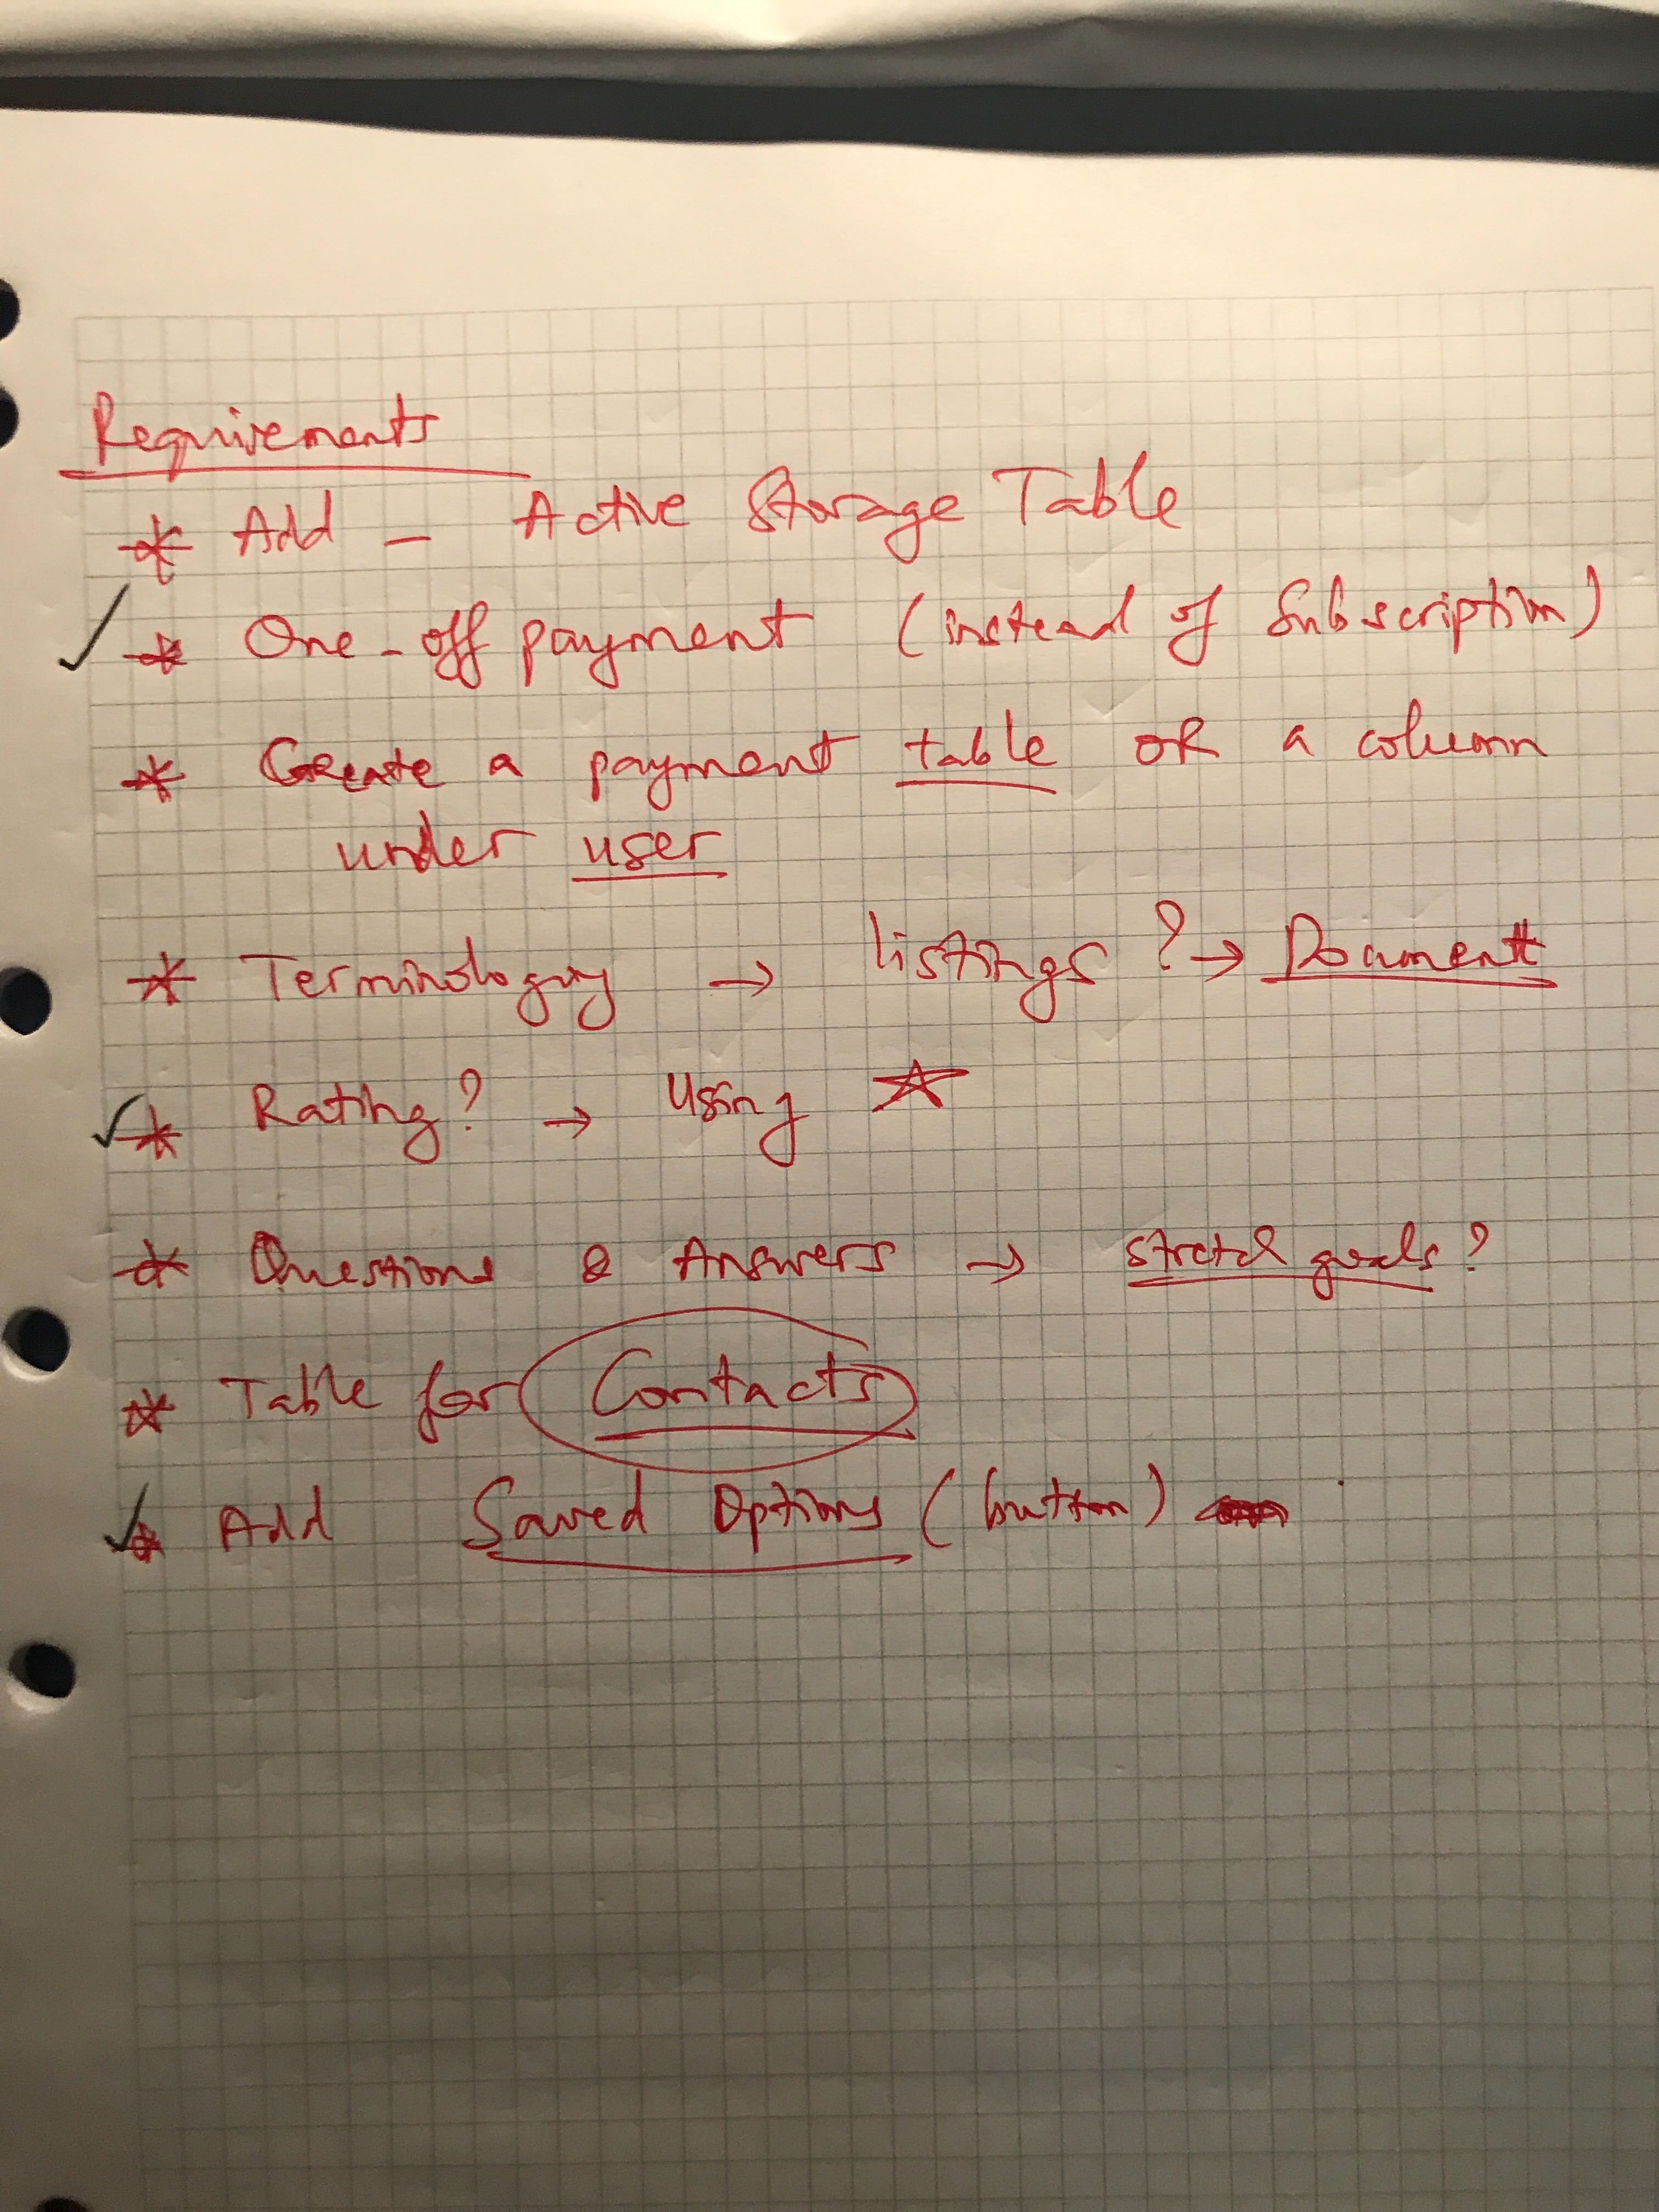 Requirements
* Add - Active Storage Table
✓ * One-off payment (instead of Subscription)
* Create a payment table OR a column
under user
* Terminology → listings ? → Document
✓ * Rating? → Using ☆
* Questions & Answers → stretch goals?
* Table for Contacts
✓ * Add Saved Options (button)